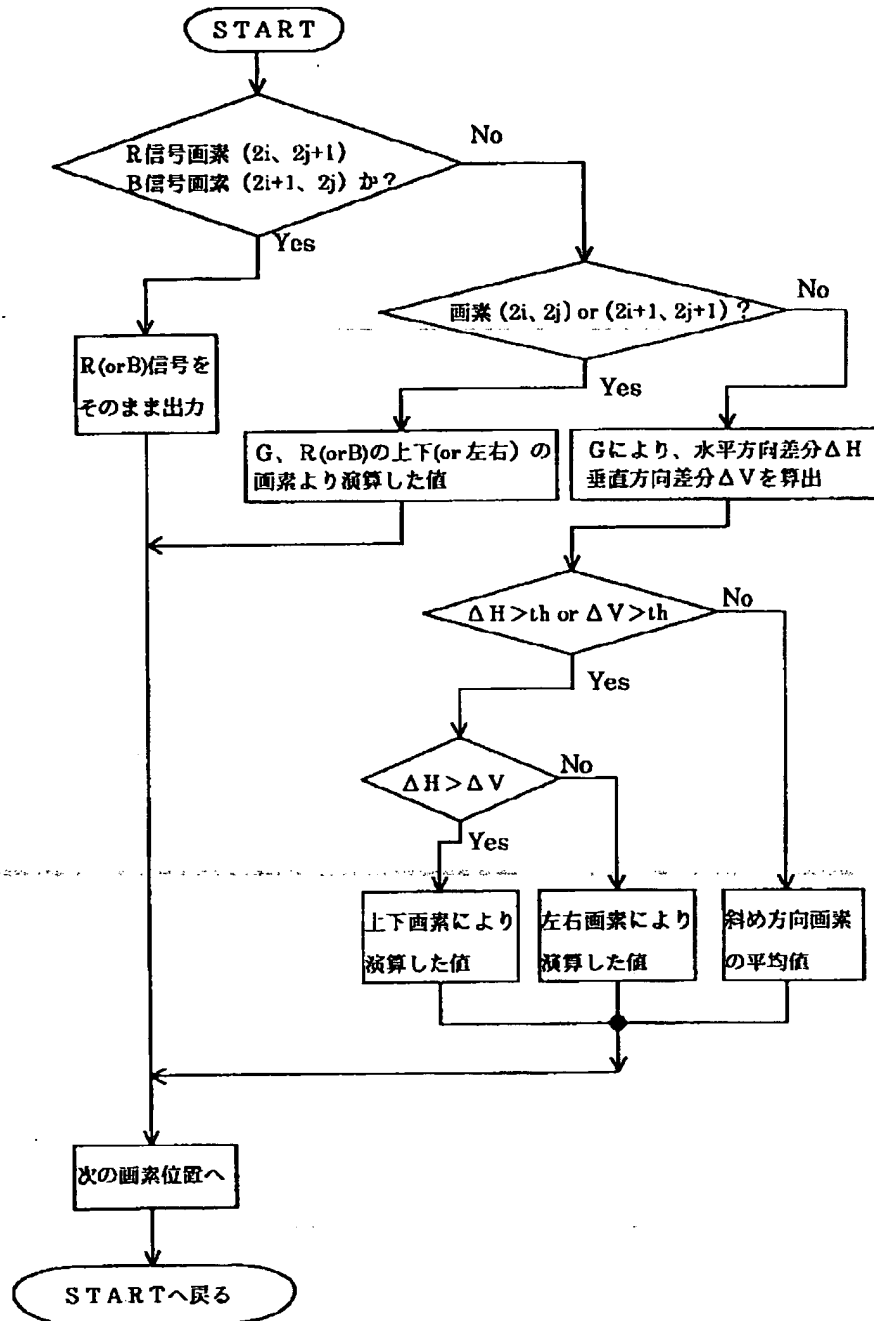 START
R信号画素（2i、2j+1）
B信号画素（2i+1、2j）か？
No
Yes
画素（2i、2j）or（2i+1、2j+1）？
No
Yes
R(orB)信号を
そのまま出力
G、R(orB)の上下(or 左右）の
画素より演算した値
Gにより、水平方向差分ΔH
垂直方向差分ΔVを算出
ΔH>th or ΔV>th
No
Yes
ΔH>ΔV
No
Yes
上下画素により
演算した値
左右画素により
演算した値
斜め方向画素
の平均値
次の画素位置へ
STARTへ戻る